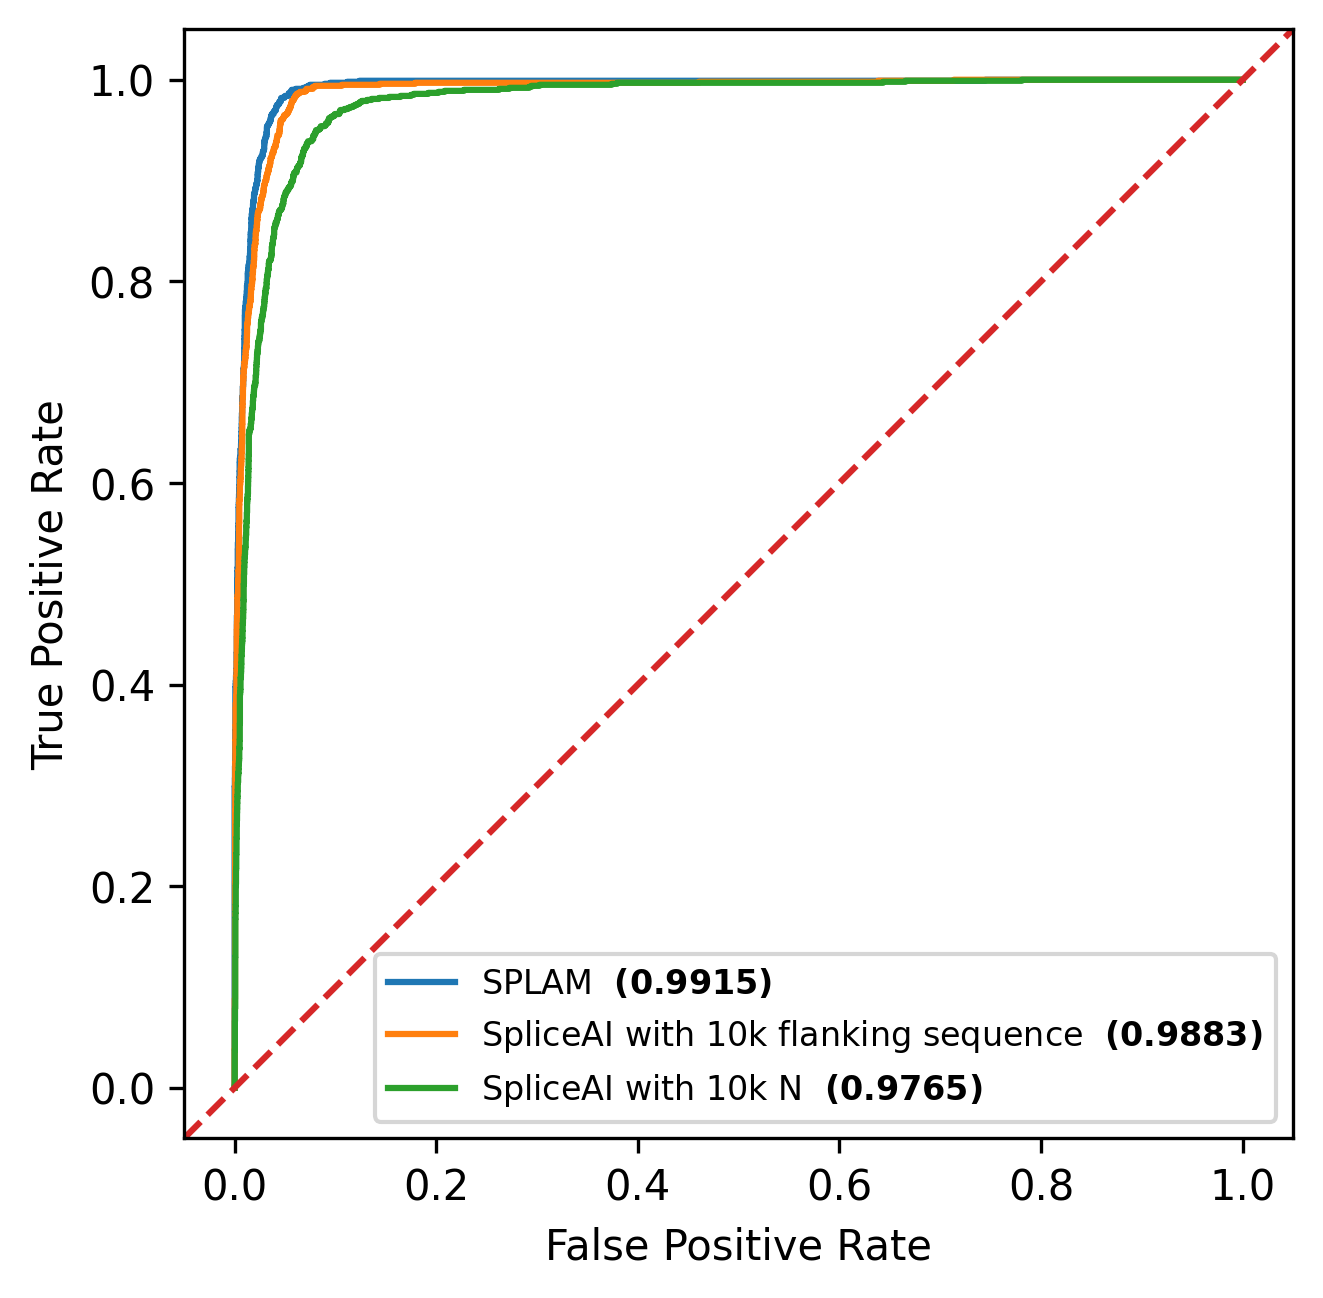 1.0
0.8
0.6
0.4
0.2
0.0
True Positive Rate
SPLAM (0.9915)
SpliceAI with 10k flanking sequence (0.9883)
SpliceAI with 10k N (0.9765)
0.0 0.2 0.4 0.6 0.8 1.0
False Positive Rate